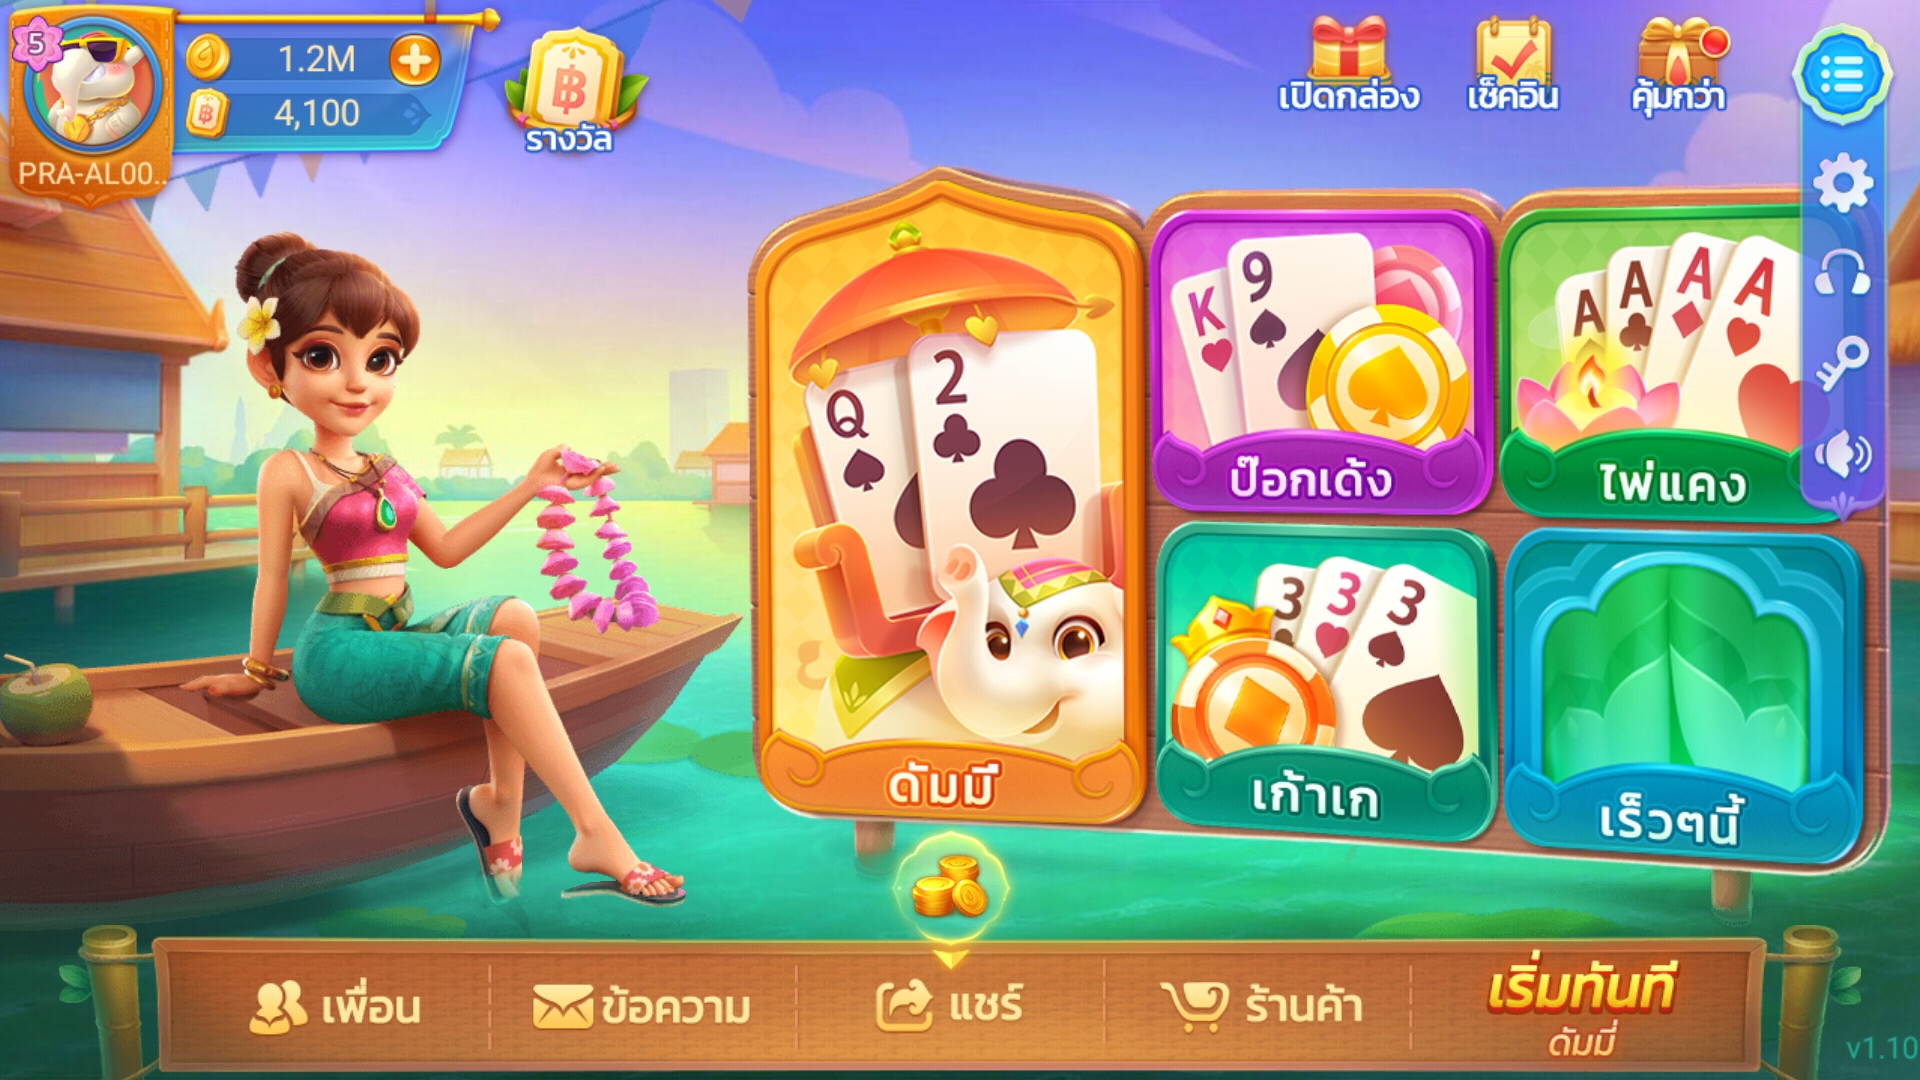 5
1.2M
4,100
PRA-AL00..
รางวัล
เปิดกล่อง
เช็คอิน
คุ้มกว่า
Q
2
ดัมมี่
K
9
ป๊อกเด้ง
A
A
A
A
ไพ่แคง
3
3
3
เก้าเก
เร็วๆนี้
เพื่อน
ข้อความ
แชร์
ร้านค้า
เริ่มทันที
ดัมมี่
v1.10